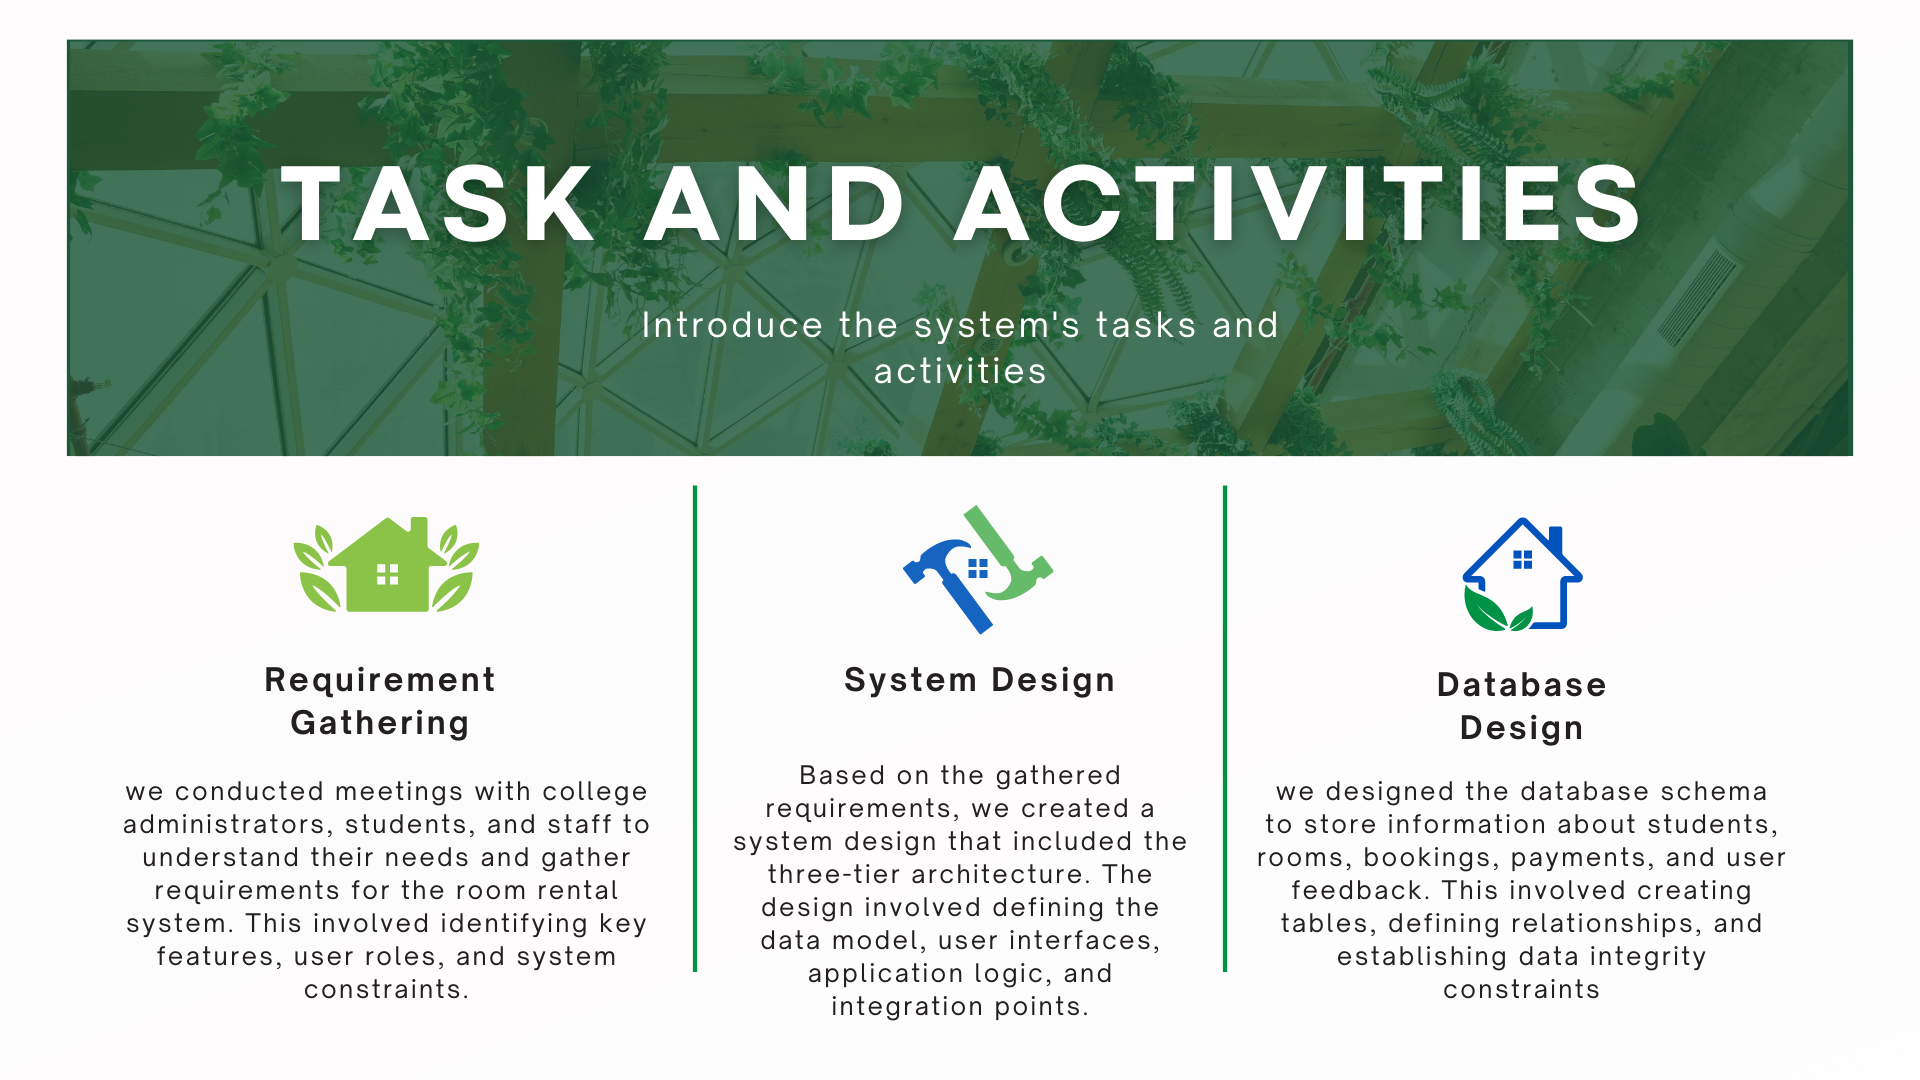 TASK AND ACTIVITIES
Introduce the system's tasks and
activities
Requirement
Gathering
we conducted meetings with college
administrators, students, and staff to
understand their needs and gather
requirements for the room rental
system. This involved identifying key
features, user roles, and system
constraints.
System Design
Based on the gathered
requirements, we created a
system design that included the
three-tier architecture. The
design involved defining the
data model, user interfaces,
application logic, and
integration points.
Database
Design
we designed the database schema
to store information about students,
rooms, bookings, payments, and user
feedback. This involved creating
tables, defining relationships, and
establishing data integrity
constraints